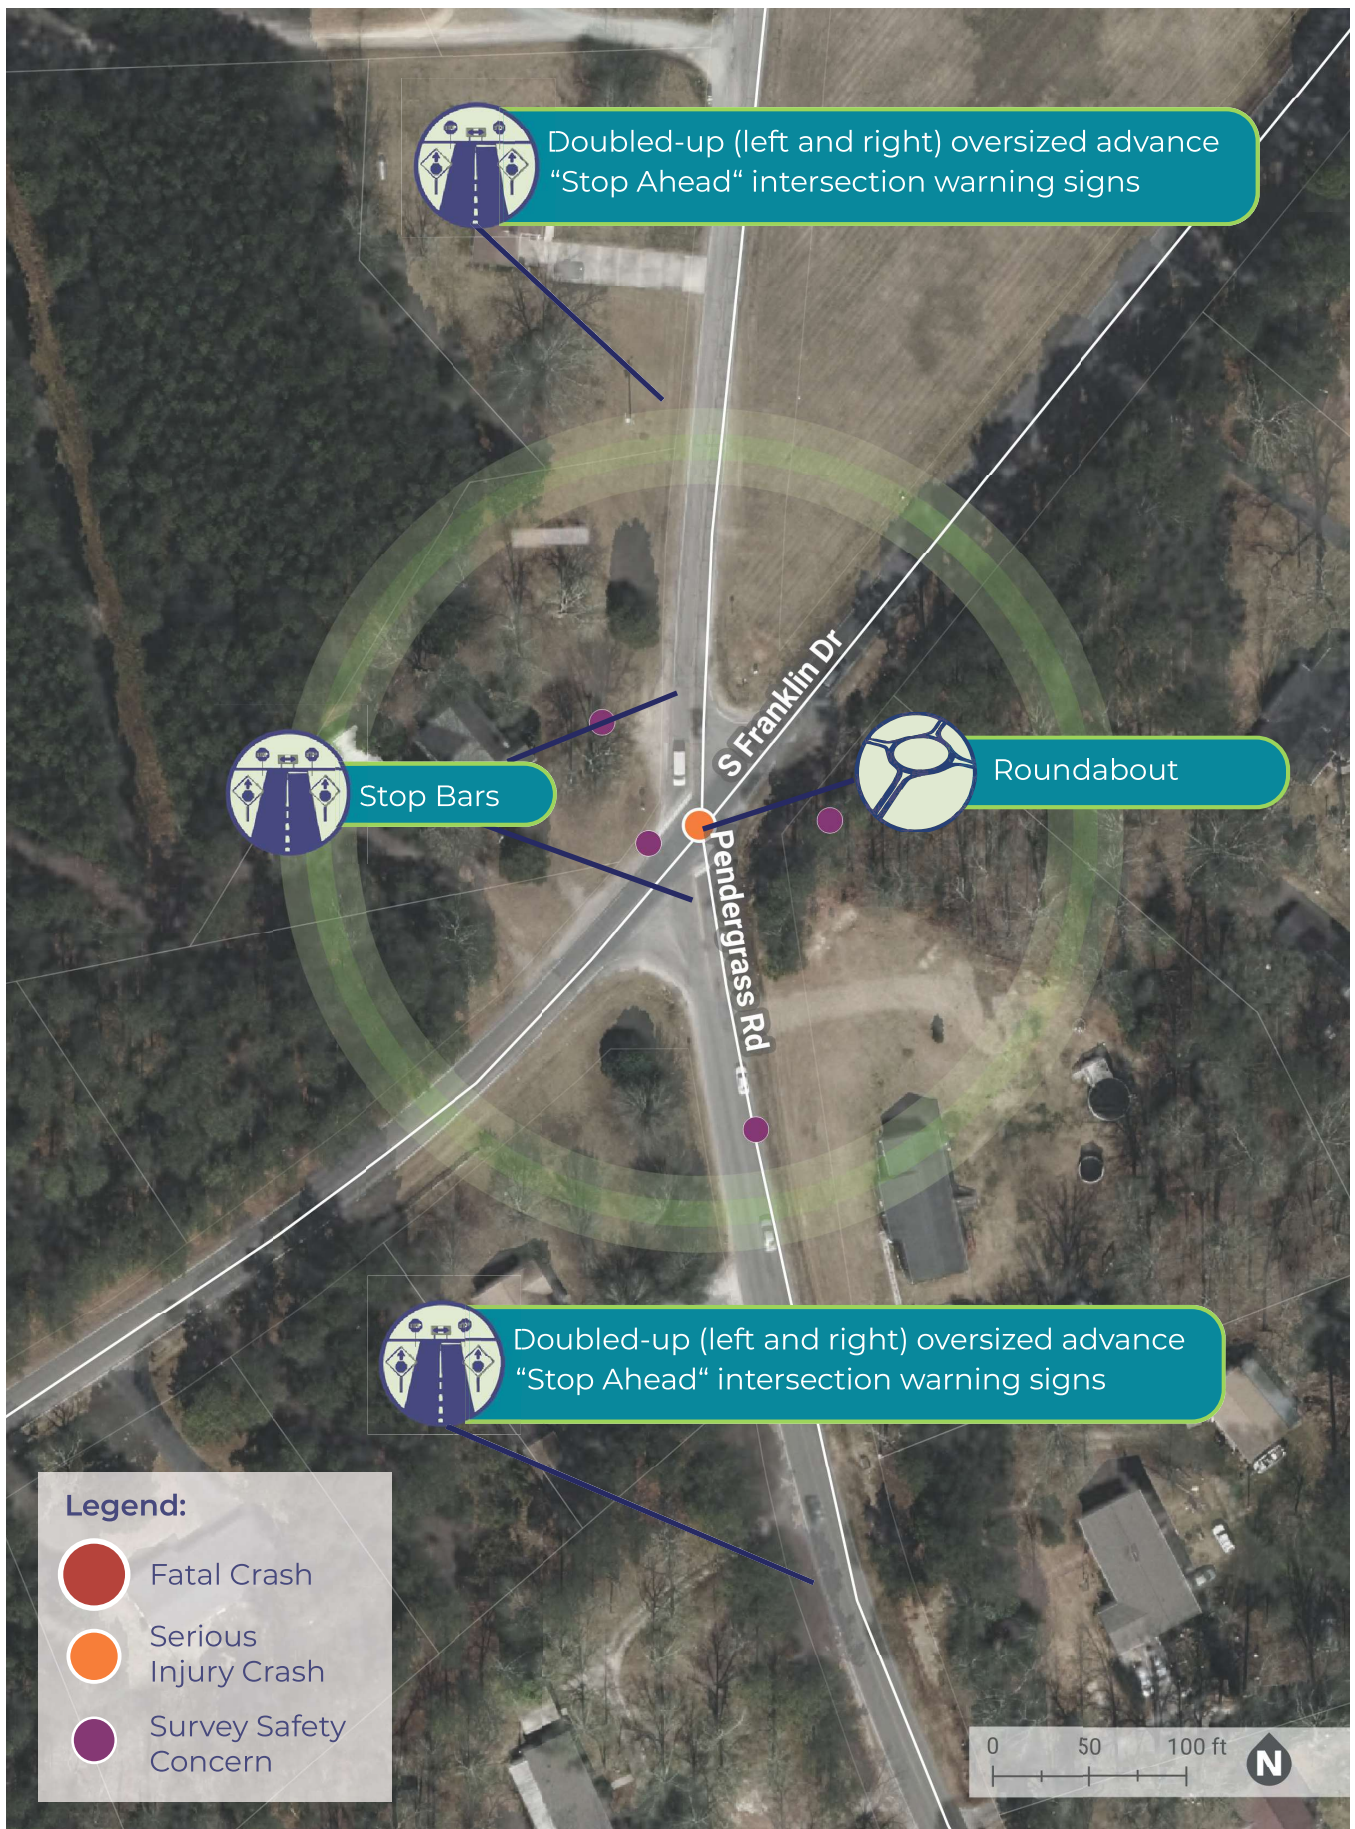 Doubled-up (left and right) oversized advance
“Stop Ahead“ intersection warning signs
S Franklin Dr
Roundabout
Stop Bars
Pendergrass Rd
Doubled-up (left and right) oversized advance
“Stop Ahead“ intersection warning signs
Legend:
Fatal Crash
Serious
Injury Crash
Survey Safety
Concern
0 50 100 ft
N